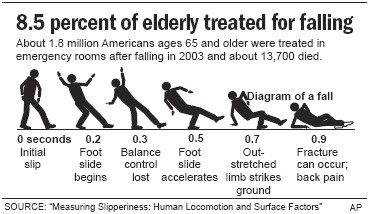 8.5 percent of elderly treated for falling
About 1.8 million Americans ages 65 and older were treated in
emergency rooms after falling in 2003 and about 13,700 died.
Diagram of a fall
0 seconds
Initial
slip
0.2
Foot
slide
begins
0.3
Balance
control
lost
0.5
Foot
slide
accelerates
0.7
Out-
stretched
limb strikes
ground
0.9
Fracture
can occur;
back pain
SOURCE: "Measuring Slipperiness: Human Locomotion and Surface Factors"
AP